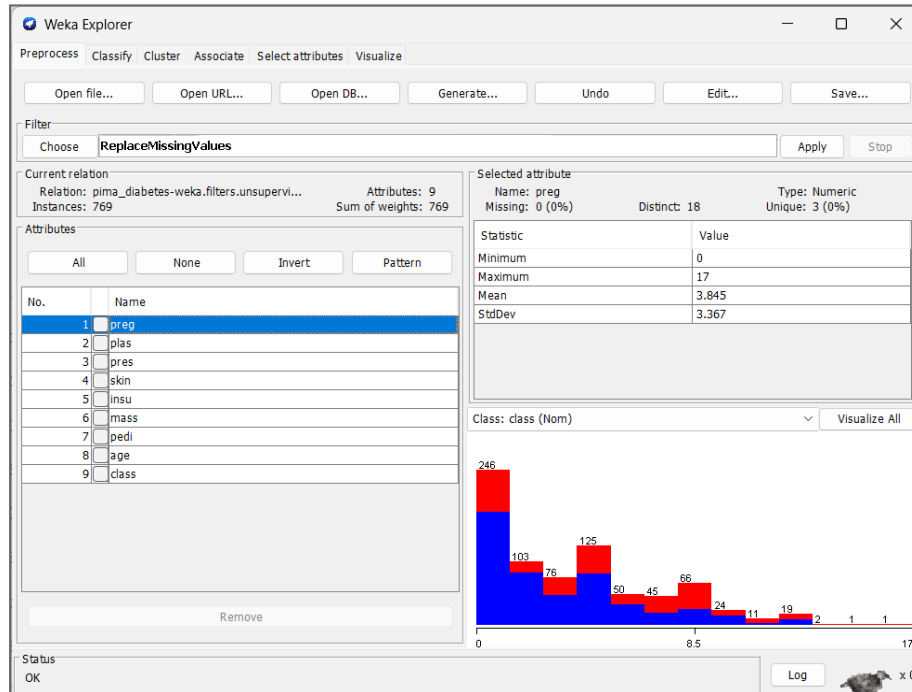 Weka Explorer
Preprocess Classify Cluster Associate Select attributes Visualize
Open file... Open URL... Open DB... Generate... Undo Edit... Save...
Filter
Choose ReplaceMissingValues Apply Stop
Current relation
Relation: pima_diabetes-weka.filters.unsupervi... Attributes: 9
Instances: 769 Sum of weights: 769
Attributes
All None Invert Pattern
No. Name
1 preg
2 plas
3 pres
4 skin
5 insu
6 mass
7 pedi
8 age
9 class
Remove
Selected attribute
Name: preg Type: Numeric
Missing: 0 (0%) Distinct: 18 Unique: 3 (0%)
Statistic Value
Minimum 0
Maximum 17
Mean 3.845
StdDev 3.367
Class: class (Nom) Visualize All
246
103
76
125
50
45
66
24
11
19
2
1
1
0 8.5 17
Status
OK
Log x 0